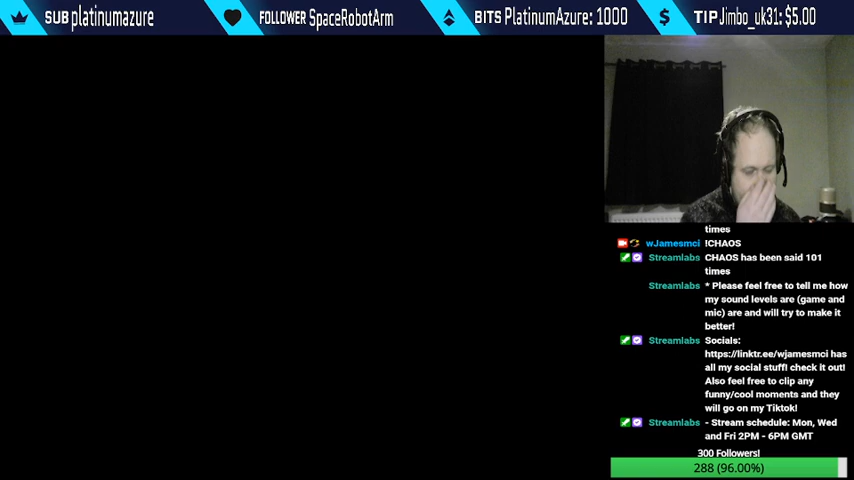 SUB platinumazure
FOLLOWER SpaceRobotArm
BITS PlatinumAzure: 1000
TIP Jimbo_uk31: $5.00
times
wJamesmci !CHAOS
Streamlabs CHAOS has been said 101
times
Streamlabs * Please feel free to tell me how
my sound levels are (game and
mic) are and will try to make it
better!
Streamlabs Socials:
https://linktr.ee/wjamesmci has
all my social stuff! check it out!
Also feel free to clip any
funny/cool moments and they
will go on my Tiktok!
Streamlabs - Stream schedule: Mon, Wed
and Fri 2PM - 6PM GMT
300 Followers!
288 (96.00%)